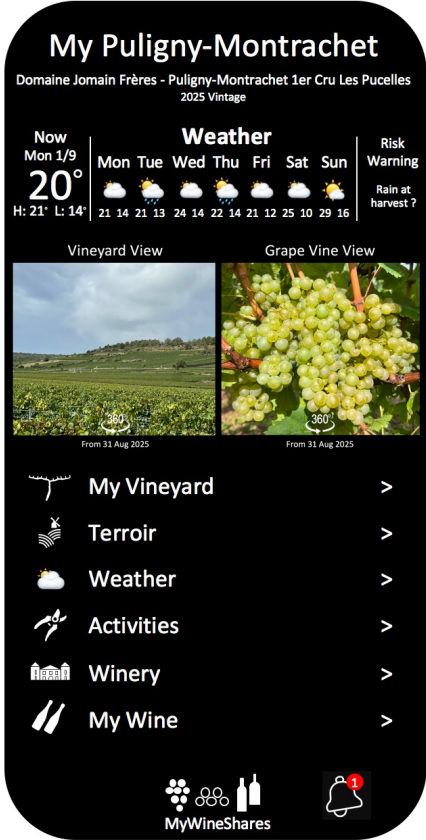 My Puligny-Montrachet
Domaine Jomain Frères - Puligny-Montrachet 1er Cru Les Pucelles
2025 Vintage
Now
Mon 1/9
20°
H: 21° L: 14°
Weather
Mon Tue Wed Thu Fri Sat Sun
21 14 21 13 24 14 22 14 21 12 25 10 29 16
Risk
Warning
Rain at
harvest ?
Vineyard View
Grape Vine View
360°
360°
From 31 Aug 2025
From 31 Aug 2025
My Vineyard >
Terroir >
Weather >
Activities >
Winery >
My Wine >
MyWineShares
1